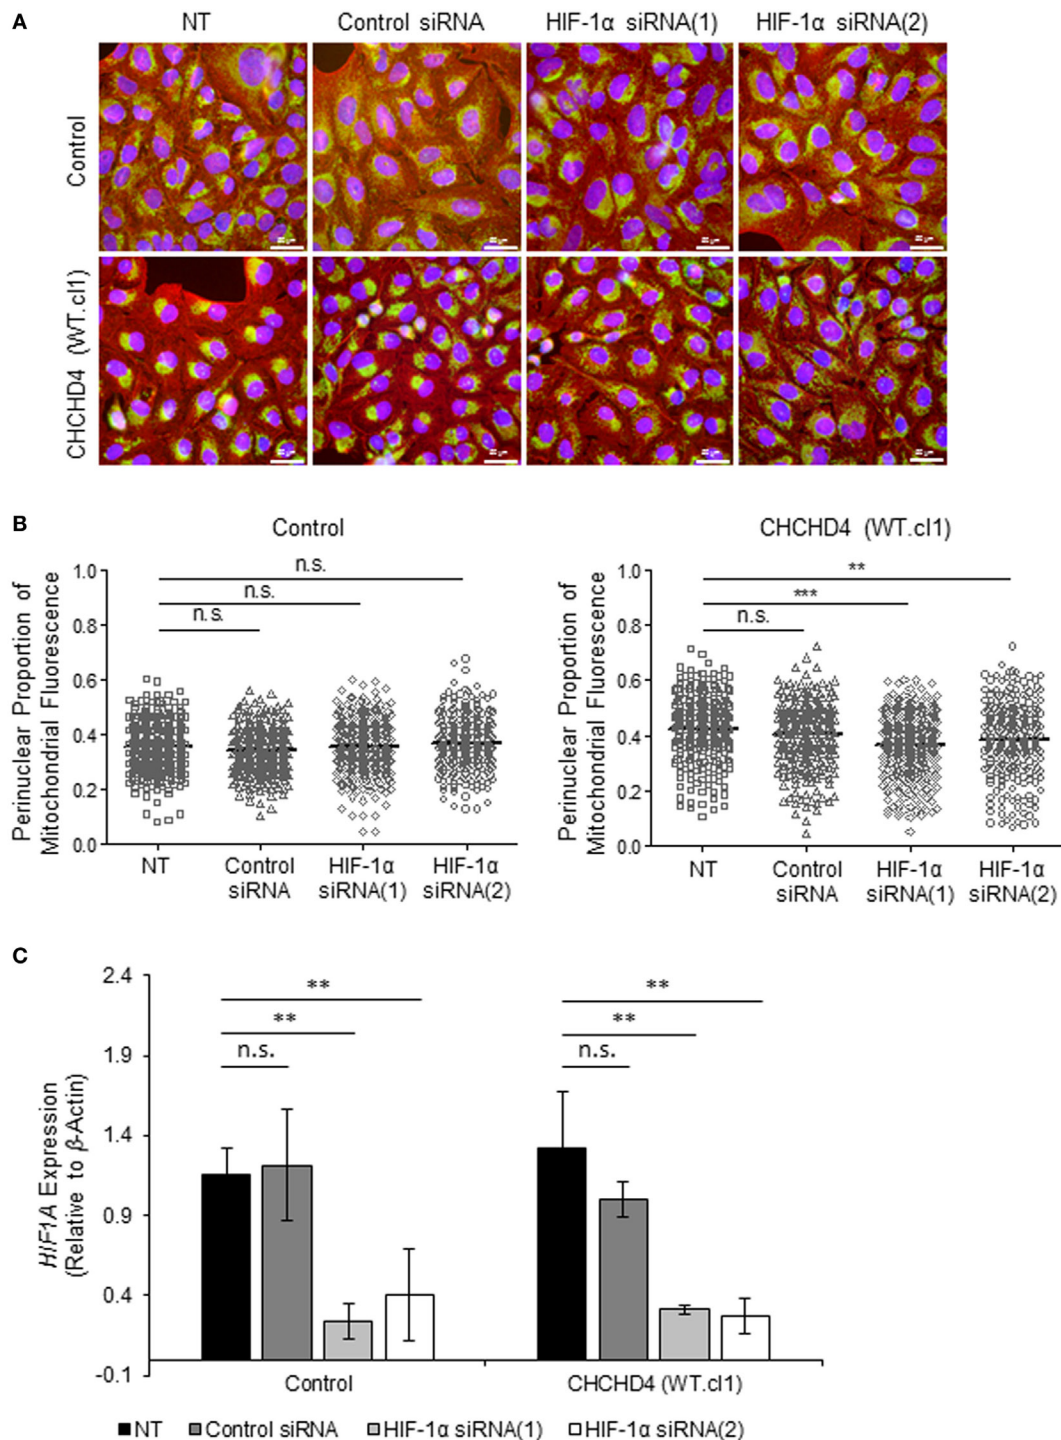 A
NT
Control siRNA
HIF-1α siRNA(1)
HIF-1α siRNA(2)
Control
CHCHD4 (WT.cl1)
B
Control
Perinuclear Proportion of
Mitochondrial Fluorescence
1.0
0.8
0.6
0.4
0.2
0.0
n.s.
n.s.
n.s.
NT
Control
siRNA
HIF-1α
siRNA(1)
HIF-1α
siRNA(2)
CHCHD4 (WT.cl1)
Perinuclear Proportion of
Mitochondrial Fluorescence
1.0
0.8
0.6
0.4
0.2
0.0
**
***
n.s.
NT
Control
siRNA
HIF-1α
siRNA(1)
HIF-1α
siRNA(2)
C
HIF1A Expression
(Relative to β-Actin)
2.4
1.9
1.4
0.9
0.4
-0.1
**
**
n.s.
**
**
n.s.
Control
CHCHD4 (WT.cl1)
NT
Control siRNA
HIF-1α siRNA(1)
HIF-1α siRNA(2)